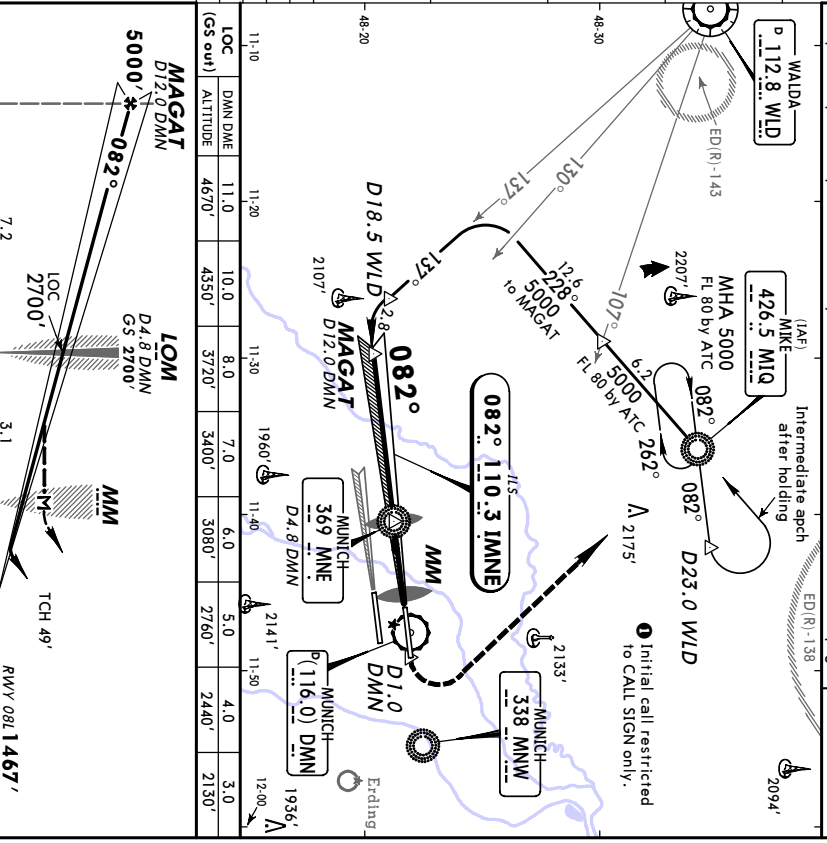 WALDA
D 112.8 WLD
ED(R)-143
(IAF)
MIKE
426.5 MIQ
MHA 5000
FL 80 by ATC
2207'
Intermediate apch
after holding
ED(R)-138
2094'
082°
262°
082°
D23.0 WLD
2175'
❶ Initial call restricted
to CALL SIGN only.
6.2
5000
FL 80 by ATC
107°
12.6
228°
5000
to MAGAT
130°
137°
137°
D18.5 WLD
2.8
2107'
MAGAT
D12.0 DMN
082°
ILS
082° 110.3 IMNE
2133'
MUNICH
338 MNW
MM
1960'
MUNICH
369 MNE
D4.8 DMN
D1.0
DMN
2141'
MUNICH
D (116.0) DMN
Erding
1936'
48-20
48-30
11-10
11-20
11-30
11-40
11-50
12-00
LOC
(GS out)
DMN DME 11.0 10.0 8.0 7.0 6.0 5.0 4.0 3.0
ALTITUDE 4670' 4350' 3720' 3400' 3080' 2760' 2440' 2130'
MAGAT
D12.0 DMN
5000'
082°
LOM
D4.8 DMN
GS 2700'
LOC
2700'
MM
M
TCH 49'
7.2
3.1
RWY 08L 1467'